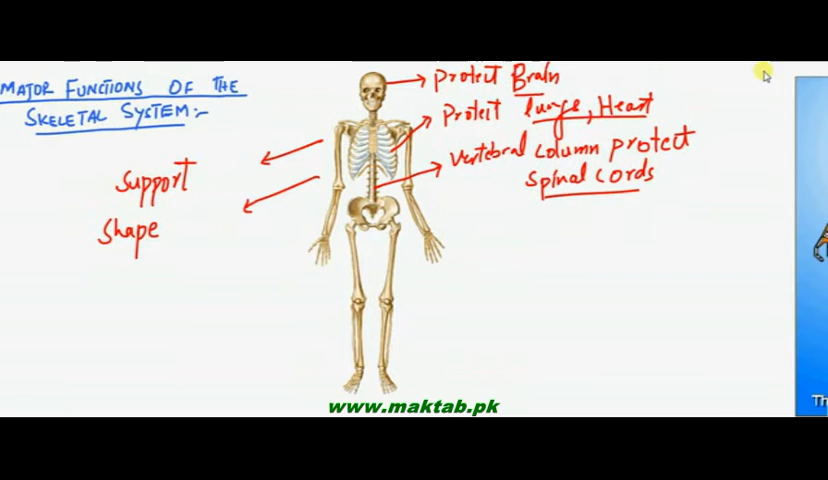 MAJOR FUNCTIONS OF THE
SKELETAL SYSTEM:-
Support
Shape
protect Brain
protect lungs, Heart
Vertebral column protect
spinal cords
www.maktab.pk
Th